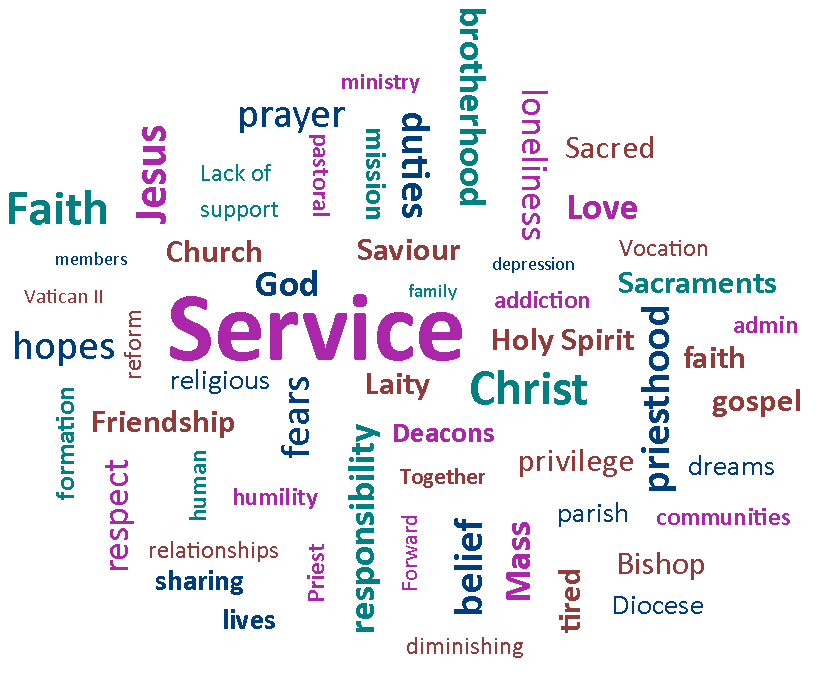 ministry
brotherhood
prayer
loneliness
duties
Jesus
pastoral
mission
Sacred
Lack of
support
Faith
Love
Church
Saviour
Vocation
members
depression
God
family
Sacraments
Vatican II
addiction
Service
reform
hopes
Holy Spirit
priesthood
admin
faith
religious
fears
Laity
Christ
gospel
formation
Friendship
responsibility
Deacons
respect
human
Together
privilege
dreams
humility
parish
communities
relationships
Priest
Forward
belief
Mass
Bishop
sharing
tired
Diocese
lives
diminishing